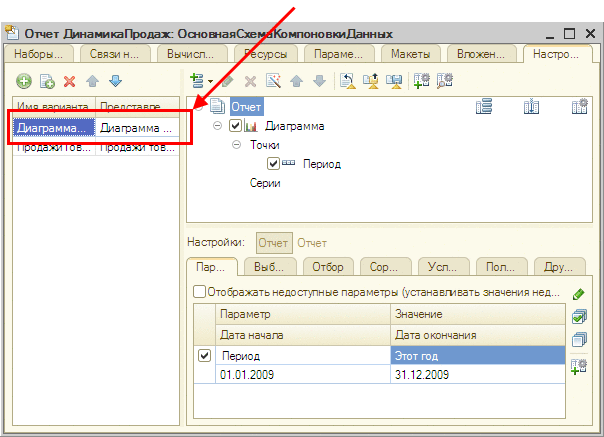 Отчет ДинамикаПродаж: ОсновнаяСхемаКомпоновкиДанных
Наборы... Связи н... Вычисл... Ресурсы Параме... Макеты Вложен... Настро...
Имя варианта Представле...
Диаграмма... Диаграмма ...
ПродажиТов... Продажи тов...
Отчет
Диаграмма
Точки
Период
Серии
Настройки: Отчет Отчет
Пар... Выб... Отбор Сор... Усл... Пол... Дру...
Отображать недоступные параметры (устанавливать значения нед...
Параметр Значение
Дата начала Дата окончания
Период Этот год
01.01.2009 31.12.2009